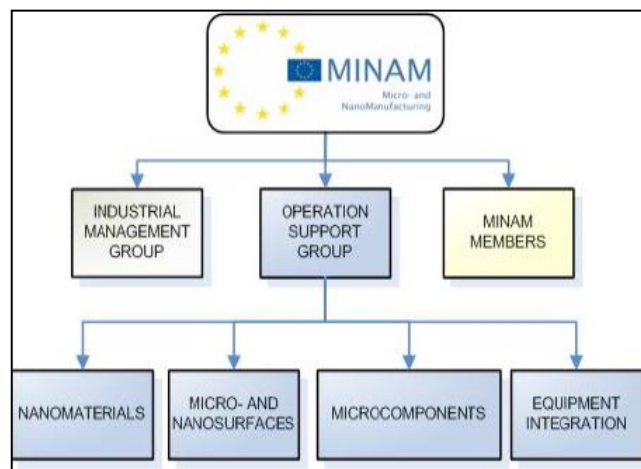 MINAM
Micro- and
NanoManufacturing
INDUSTRIAL
MANAGEMENT
GROUP
OPERATION
SUPPORT
GROUP
MINAM
MEMBERS
NANOMATERIALS
MICRO- AND
NANOSURFACES
MICROCOMPONENTS
EQUIPMENT
INTEGRATION